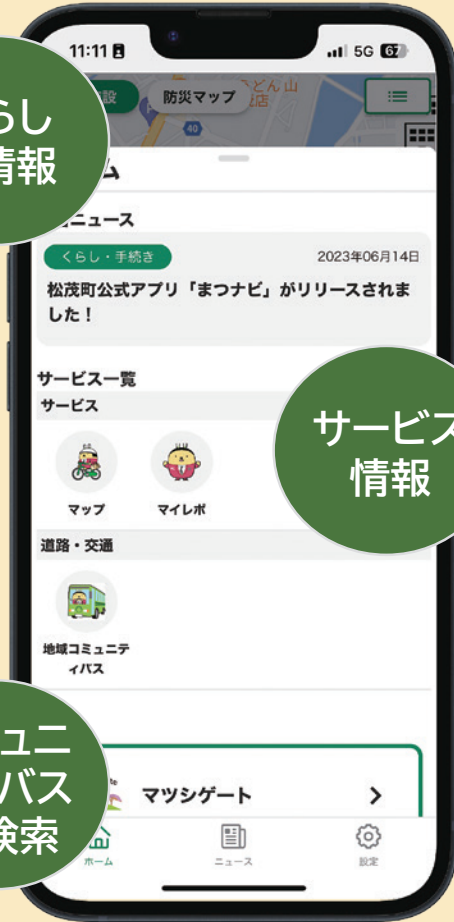 11:11
5G 67
防災マップ
40
らし
情報
ニュース
くらし・手続き
2023年06月14日
松茂町公式アプリ「まつナビ」がリリースされま
した！
サービス一覧
サービス
マップ
マイレポ
サービス
情報
道路・交通
地域コミュニテ
ィバス
ユニ
バス
検索
マツシゲート
ホーム
ニュース
設定